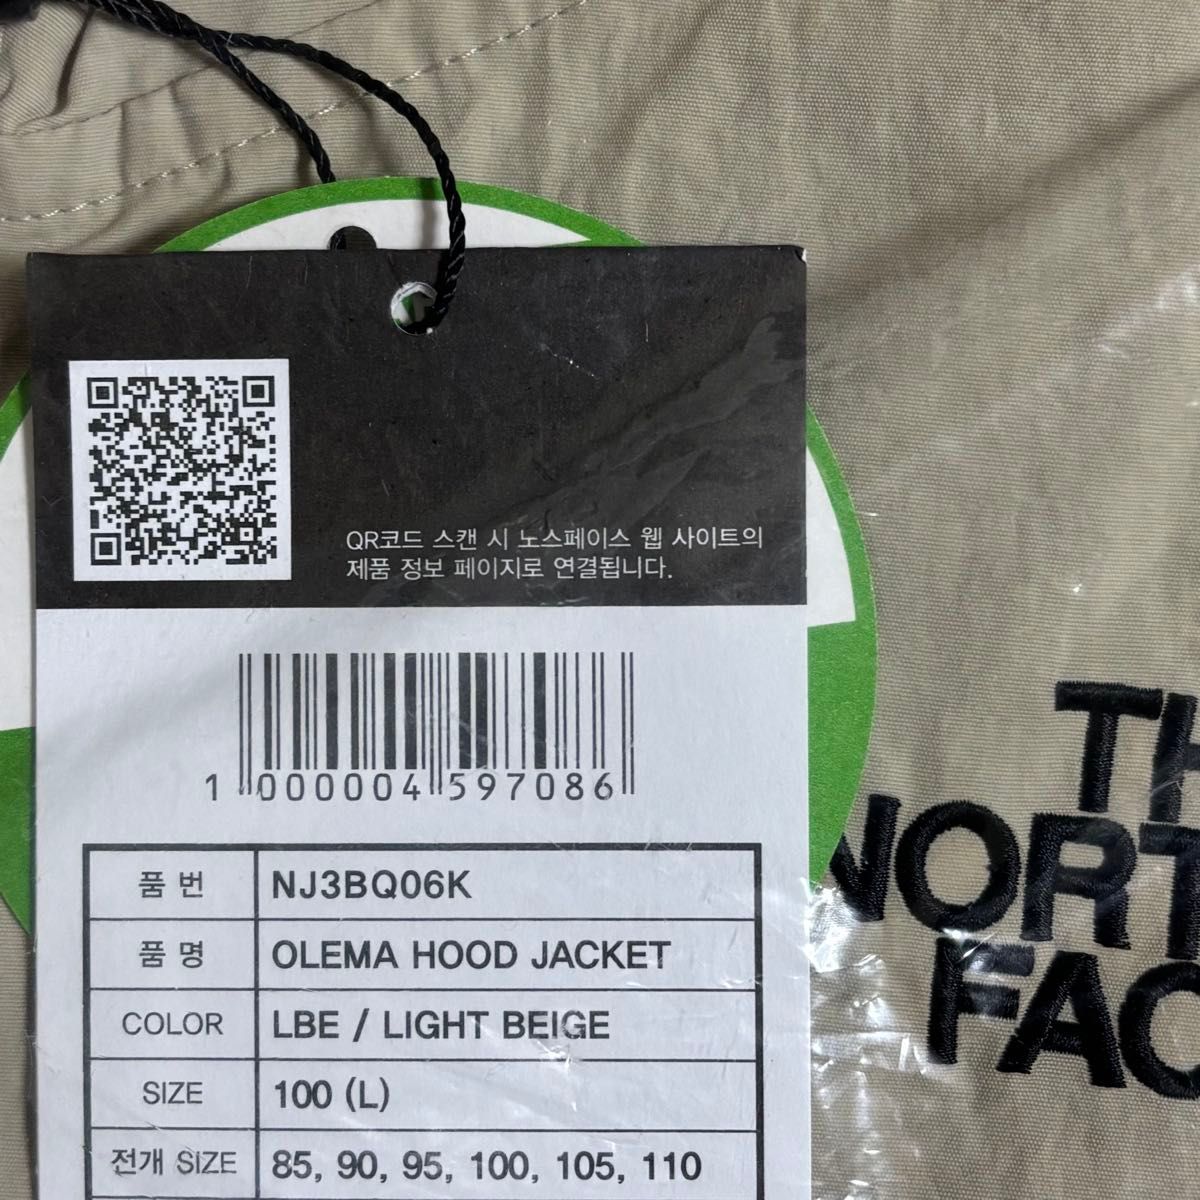 QR코드 스캔 시 노스페이스 웹 사이트의
제품 정보 페이지로 연결됩니다.
1 000004 597086
품 번 NJ3BQ06K
품 명 OLEMA HOOD JACKET
COLOR LBE / LIGHT BEIGE
SIZE 100 (L)
전개 SIZE 85, 90, 95, 100, 105, 110
TH
NORT
FAC